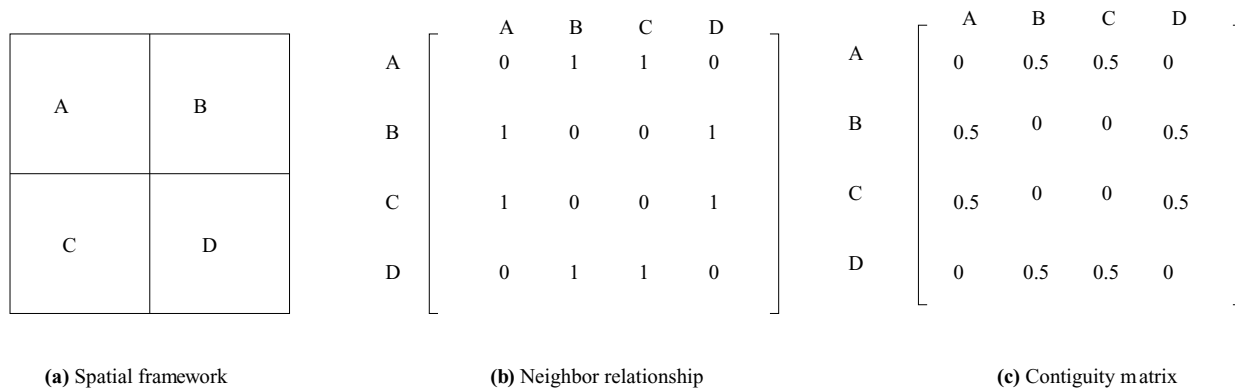 A B
C D
A B C D
A 0 1 1 0
B 1 0 0 1
C 1 0 0 1
D 0 1 1 0
A B C D
A 0 0.5 0.5 0
B 0.5 0 0 0.5
C 0.5 0 0 0.5
D 0 0.5 0.5 0
(a) Spatial framework
(b) Neighbor relationship
(c) Contiguity matrix